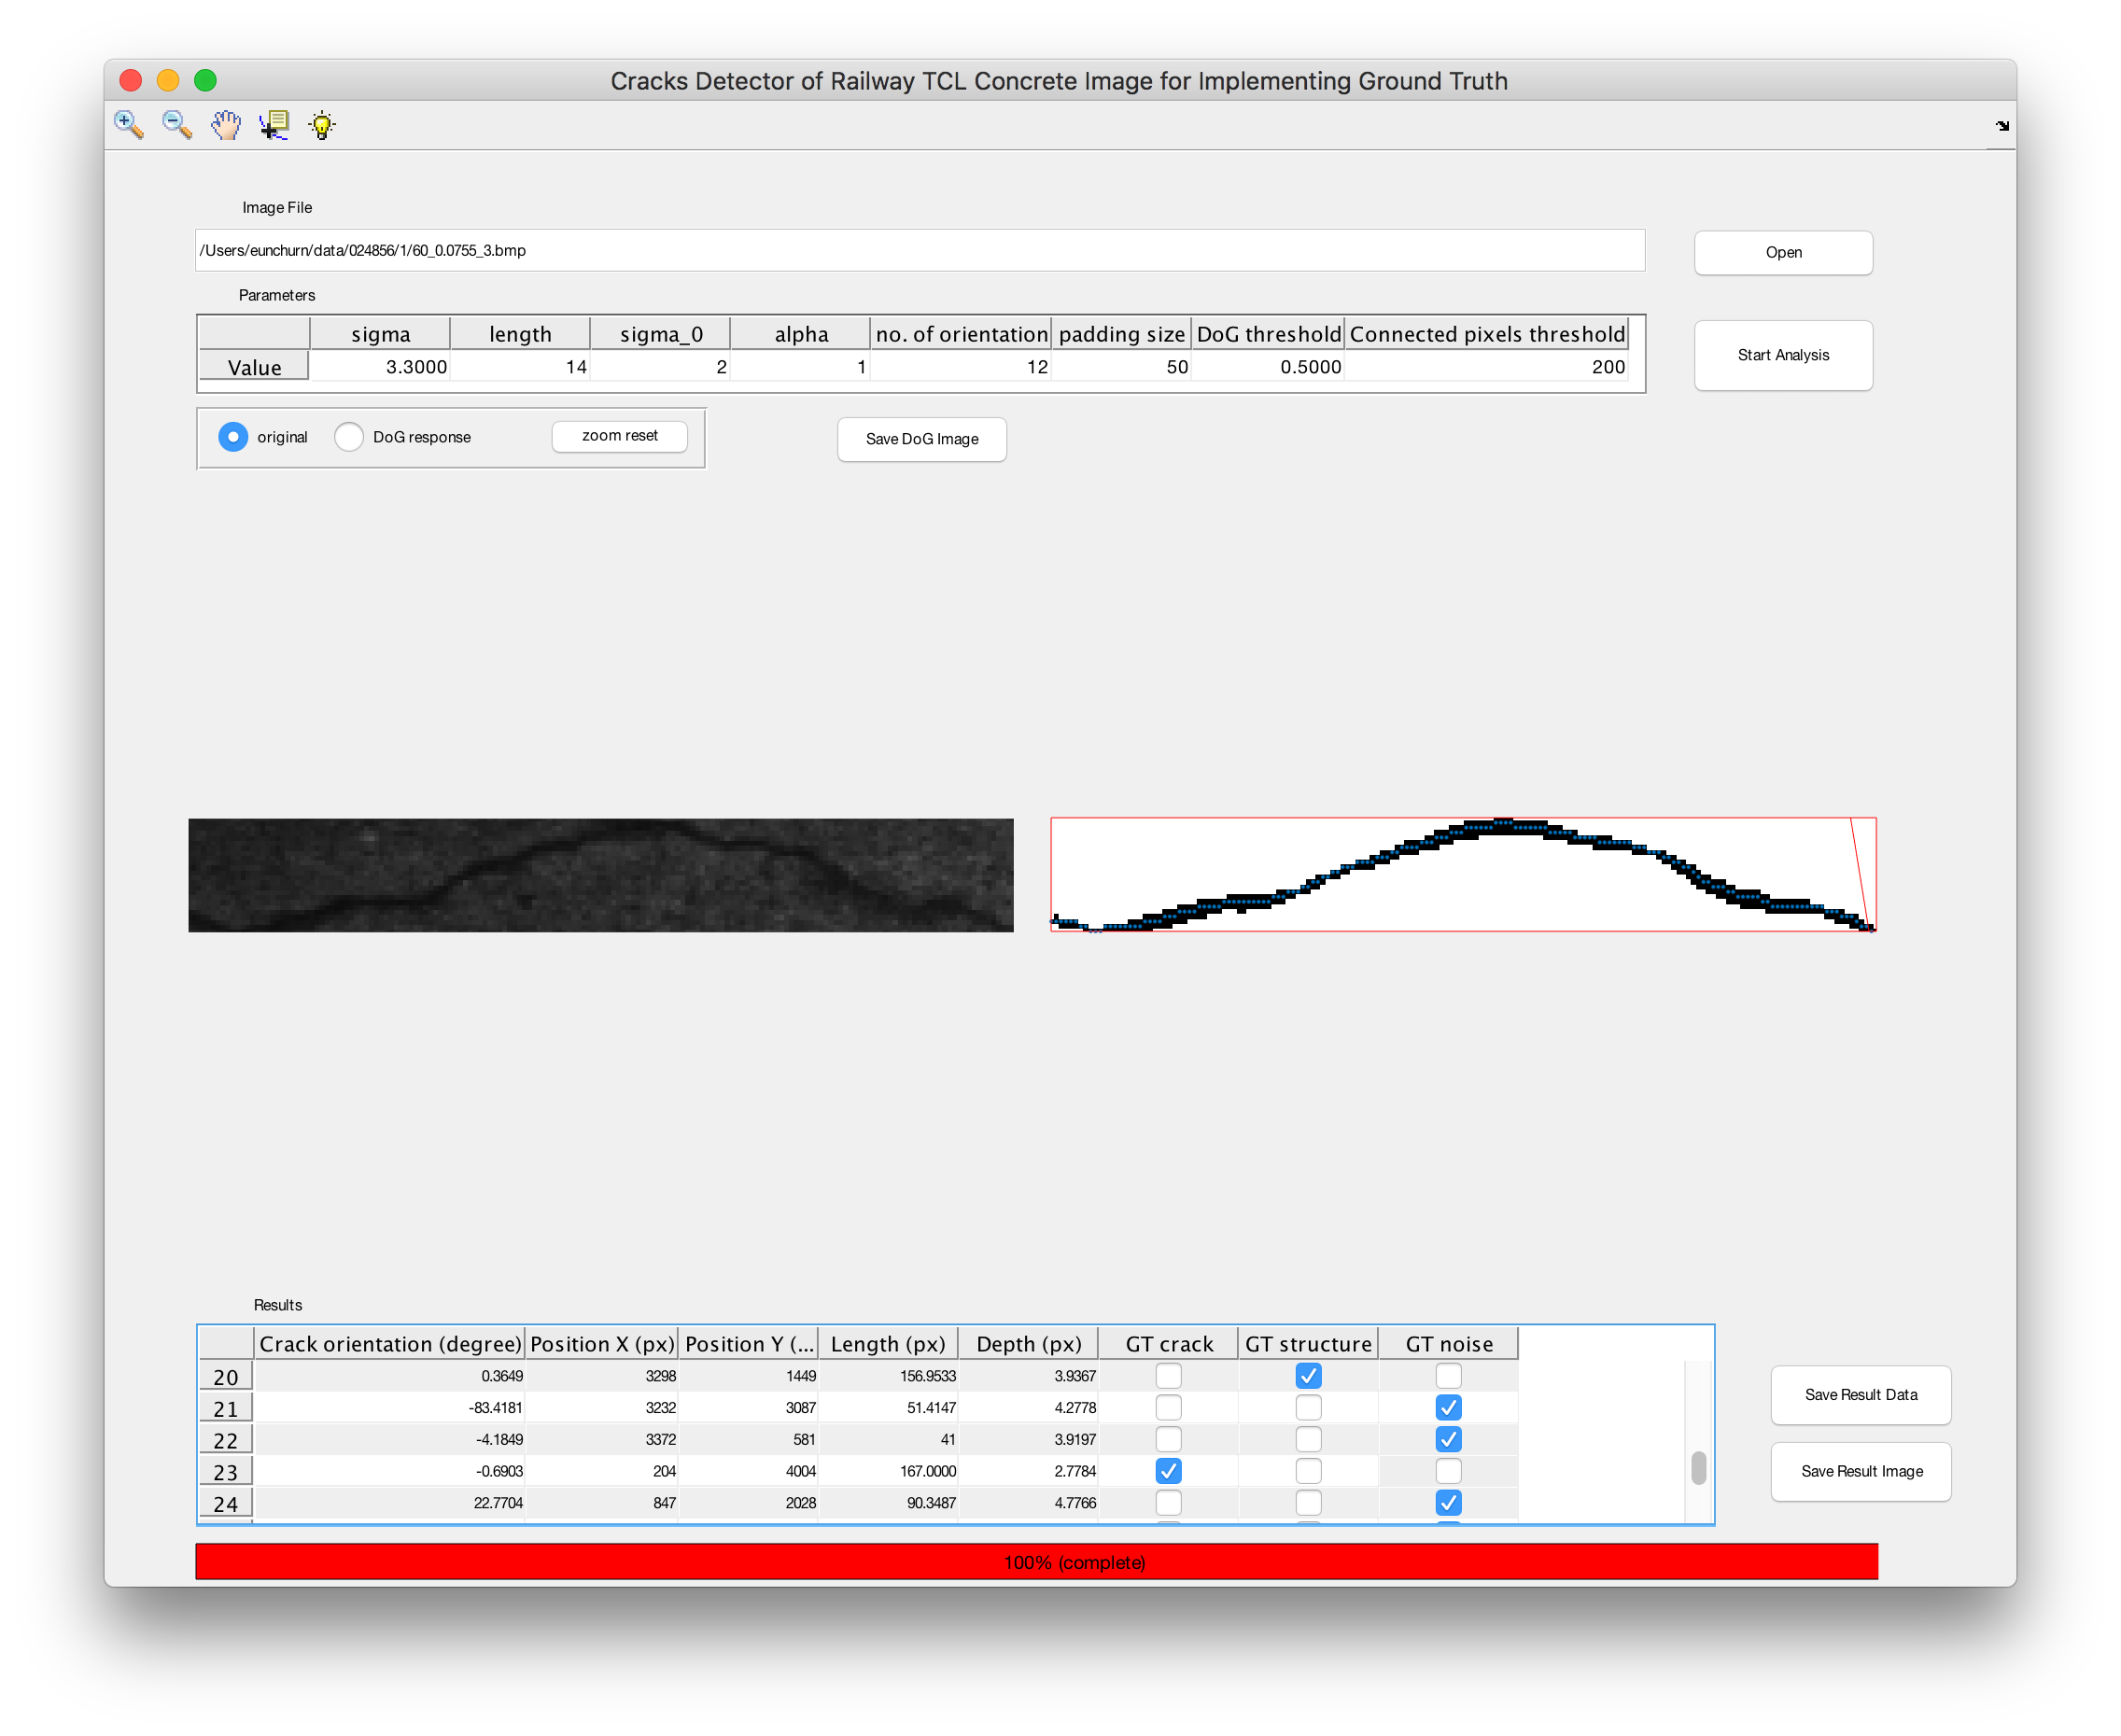 Cracks Detector of Railway TCL Concrete Image for Implementing Ground Truth
Image File
/Users/eunchurn/data/024856/1/60_0.0755_3.bmp
Open
Parameters
sigma length sigma_0 alpha no. of orientation padding size DoG threshold Connected pixels threshold
Value 3.3000 14 2 1 12 50 0.5000 200
Start Analysis
original DoG response zoom reset Save DoG Image
Results
Crack orientation (degree) Position X (px) Position Y (... Length (px) Depth (px) GT crack GT structure GT noise
20 0.3649 3298 1449 156.9533 3.9367
21 -83.4181 3232 3087 51.4147 4.2778
22 -4.1849 3372 581 41 3.9197
23 -0.6903 204 4004 167.0000 2.7784
24 22.7704 847 2028 90.3487 4.7766
Save Result Data
Save Result Image
100% (complete)